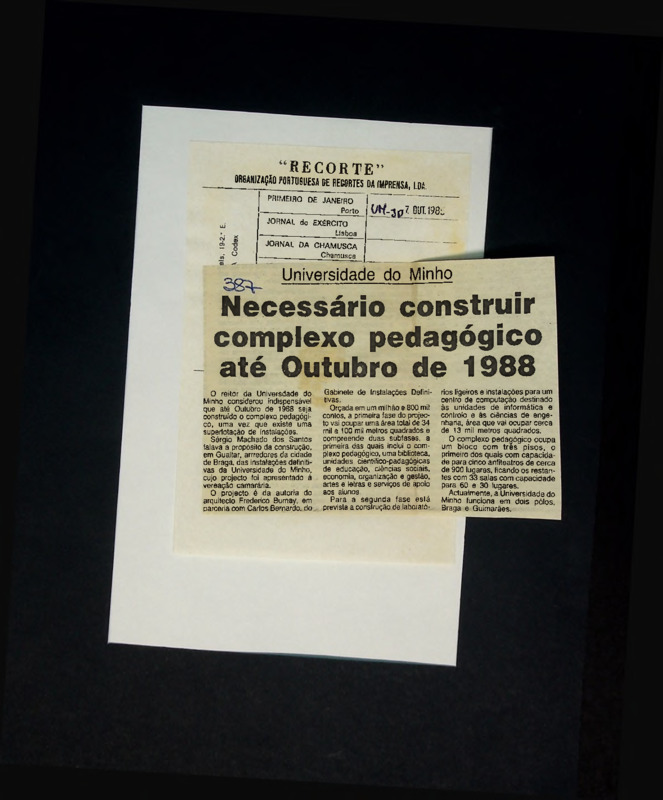 "RECORTE"
ORGANIZAÇÃO PORTUGUESA DE RECORTES DA IMPRENSA, LDA.
PRIMEIRO DE JANEIRO
Porto
7 OUT. 198
JORNAL do EXÉRCITO
Lisboa
JORNAL DA CHAMUSCA
Chamusca
19-2.º E.
Codex
387
Universidade do Minho
Necessário construir
complexo pedagógico
até Outubro de 1988
O reitor da Universdade do
Minho considerou indispensável
que até Outubro de 1988 seja
construído o complexo pedagógi-
co, uma vez que existe uma
superlotação de instalações.
Sérgio Machado dos Santos
falava a propósito da construção,
em Gualtar, arredores da cidade
de Braga, das instalações definiti-
vas da Universidade do Minho,
cujo projecto foi apresentado à
vereação camarária.
O projecto é da autoria do
arquitecto Frederico Burnay, em
parceria com Carlos Bernardo, do
Gabinele de Instalações Defini-
tivas.
Orçada em um milhão e 800 mil
contos, a primeira fase do projec-
to vai ocupar uma área total de 34
mil e 100 mil metros quadrados e
compreende duas subfases, a
primeira das quais inclui o com-
plexo pedagógico, uma biblioteca,
unidades científico-pedagógicas
de educação, ciências sociais,
economia, organização e gestão,
artes e letras e serviços de apoio
aos alunos.
Para a segunda fase está
prevista a construção de laborató-
rios ligeiros e instalações para um
centro de computação destinado
às unidades de informática e
controlo e às ciências de enge-
nharia, área que vai ocupar cerca
de 13 mil metros quadrados.
O complexo pedagógico ocupa
um bloco com três pisos, o
primeiro dos quais com capacida-
de para cinco anfiteatros de cerca
de 900 lugares, ficando os restan-
tes com 33 salas com capacidade
para 60 e 30 lugares.
Actualmente, a Universidade do
Minho funciona em dois pólos,
Braga e Guimarães.